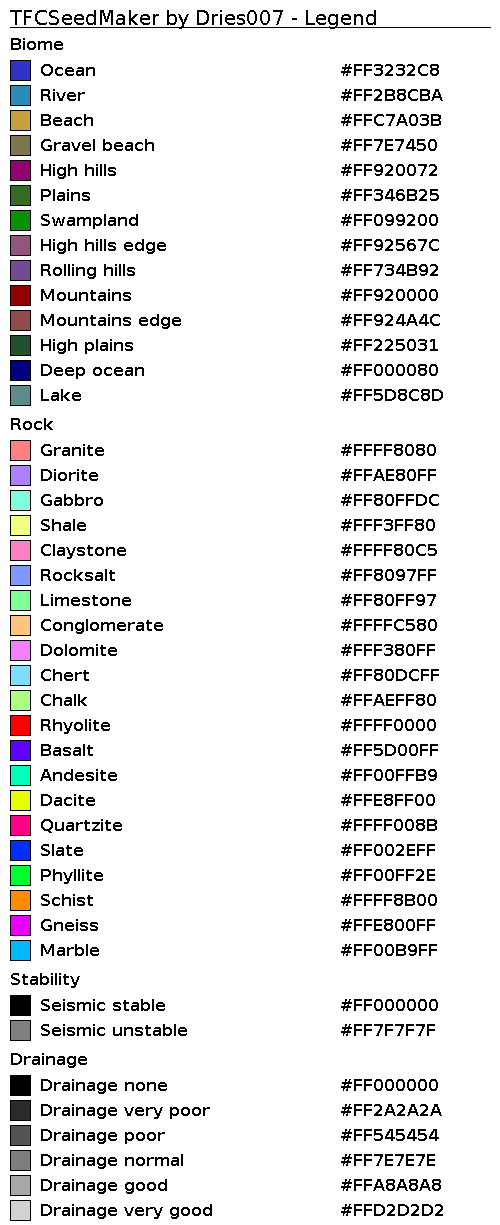 TFCSeedMaker by Dries007 - Legend
Biome
Ocean #FF3232C8
River #FF2B8CBA
Beach #FFC7A03B
Gravel beach #FF7E7450
High hills #FF920072
Plains #FF346B25
Swampland #FF099200
High hills edge #FF92567C
Rolling hills #FF734B92
Mountains #FF920000
Mountains edge #FF924A4C
High plains #FF225031
Deep ocean #FF000080
Lake #FF5D8C8D
Rock
Granite #FFFF8080
Diorite #FFAE80FF
Gabbro #FF80FFDC
Shale #FFF3FF80
Claystone #FFFF80C5
Rocksalt #FF8097FF
Limestone #FF80FF97
Conglomerate #FFFFC580
Dolomite #FFF380FF
Chert #FF80DCFF
Chalk #FFAEFF80
Rhyolite #FFFF0000
Basalt #FF5D00FF
Andesite #FF00FFB9
Dacite #FFE8FF00
Quartzite #FFFF008B
Slate #FF002EFF
Phyllite #FF00FF2E
Schist #FFFF8B00
Gneiss #FFE800FF
Marble #FF00B9FF
Stability
Seismic stable #FF000000
Seismic unstable #FF7F7F7F
Drainage
Drainage none #FF000000
Drainage very poor #FF2A2A2A
Drainage poor #FF545454
Drainage normal #FF7E7E7E
Drainage good #FFA8A8A8
Drainage very good #FFD2D2D2